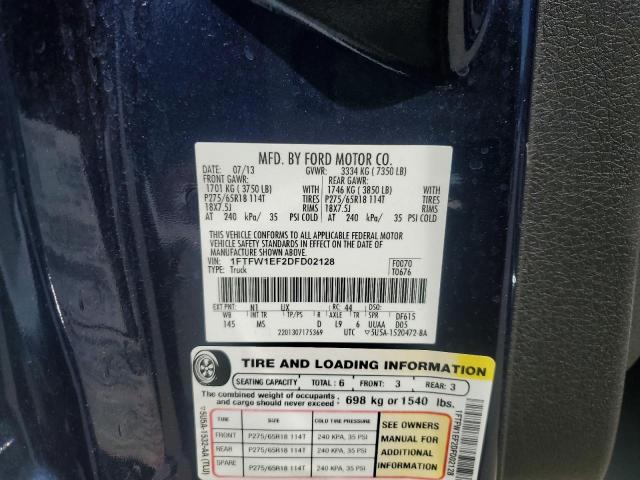 MFD. BY FORD MOTOR CO.
DATE: 07/13 GVWR: 3334 KG ( 7350 LB)
FRONT GAWR: REAR GAWR:
1701 KG ( 3750 LB) WITH 1746 KG ( 3850 LB) WITH
P275/65R18 114T TIRES P275/65R18 114T TIRES
18X7.5J RIMS 18X7.5J RIMS
AT 240 kPa/ 35 PSI COLD AT 240 kPa/ 35 PSI COLD
THIS VEHICLE CONFORMS TO ALL APPLICABLE FEDERAL MOTOR
VEHICLE SAFETY STANDARDS IN EFFECT ON THE DATE OF
MANUFACTURE SHOWN ABOVE.
VIN: 1FTFW1EF2DFD02128
TYPE: Truck
F0070
T0676
EXT PNT: N1 UX RC: 44 DSO:
WB INT TR TP/PS R AXLE TR SPR DF615
145 MS D L9 6 UUAA D05
2201307175369 UTC ▽5U5A-1520472-BA
TIRE AND LOADING INFORMATION
SEATING CAPACITY TOTAL : 6 FRONT: 3 REAR: 3
The combined weight of occupants and cargo should never exceed: 698 kg or 1540 lbs.
TIRE SIZE COLD TIRE PRESSURE
FRONT P275/65R18 114T 240 KPA, 35 PSI
REAR P275/65R18 114T 240 KPA, 35 PSI
SPARE P275/65R18 114T 240 KPA, 35 PSI
SEE OWNERS
MANUAL FOR
ADDITIONAL
INFORMATION
▽5U5A-1532-AA (TLU)
1FTFW1EF2DFD02128